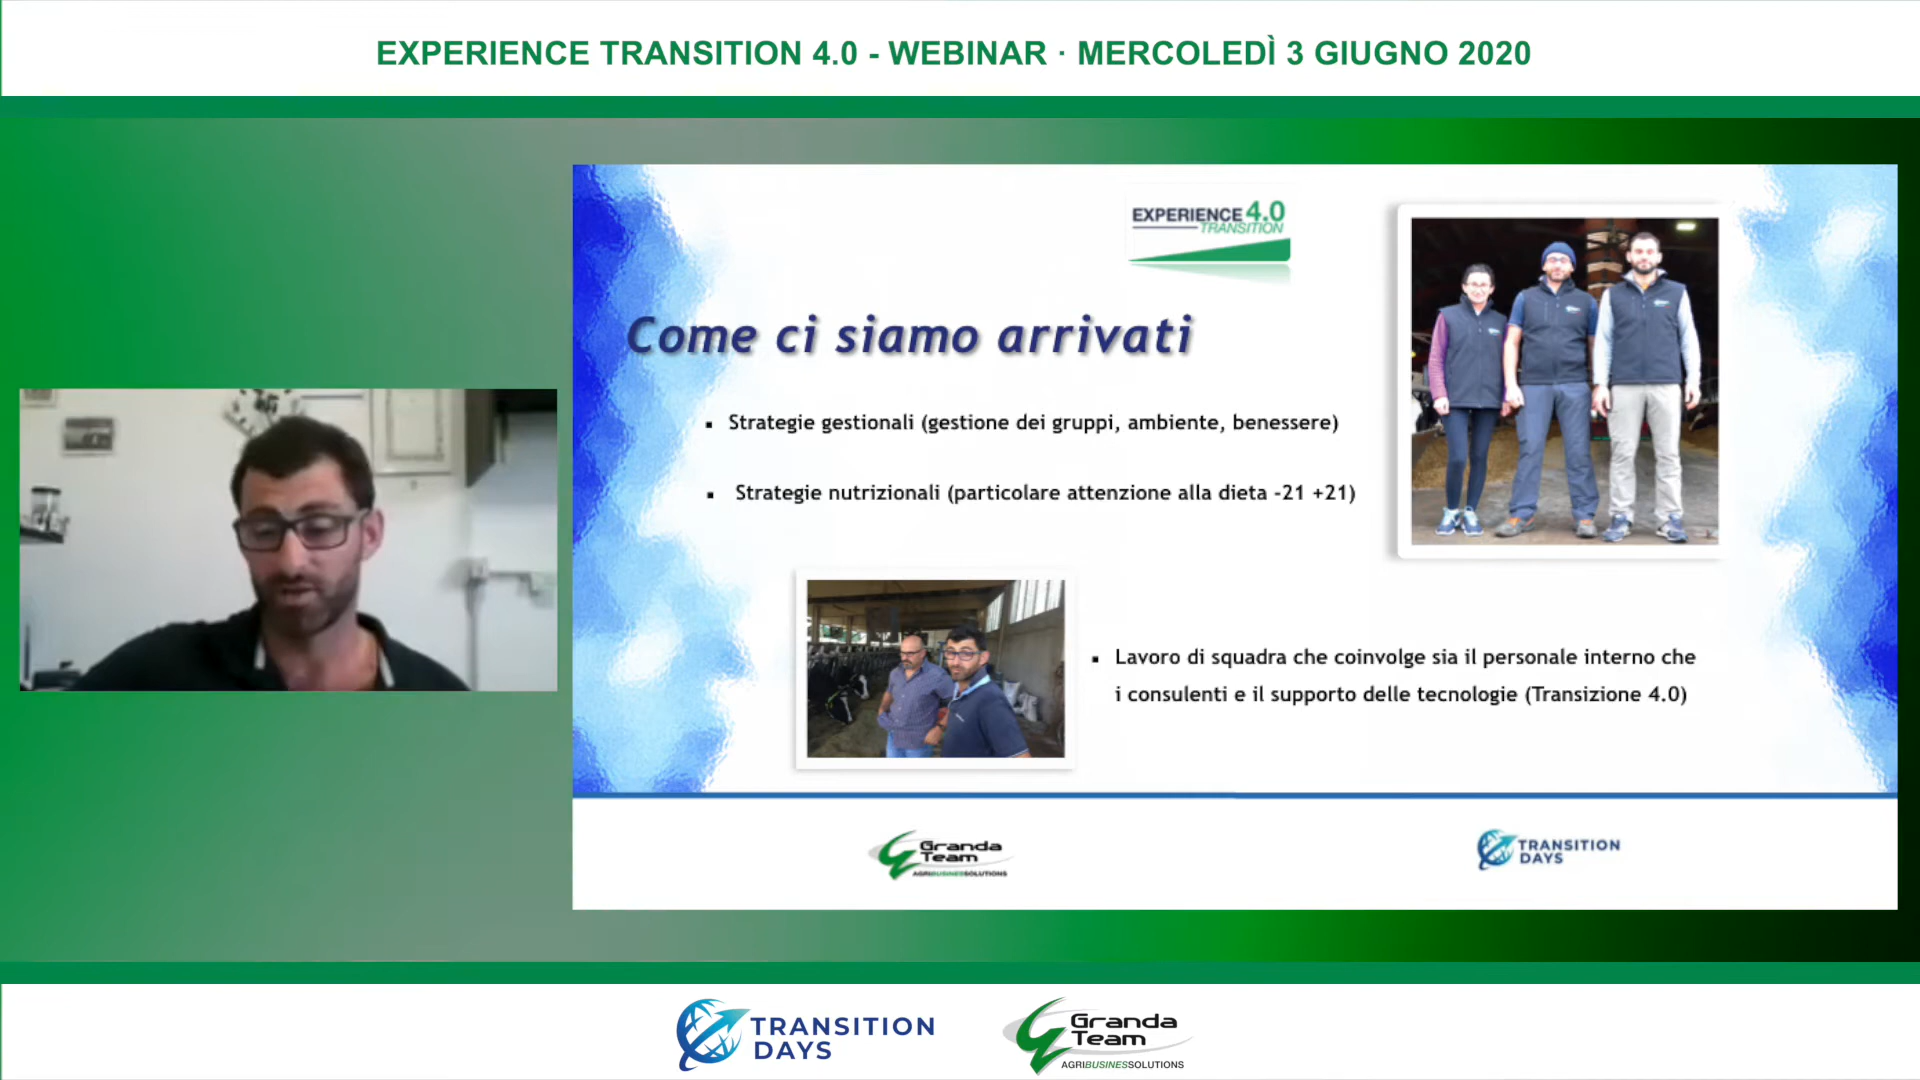 EXPERIENCE TRANSITION 4.0 - WEBINAR · MERCOLEDÌ 3 GIUGNO 2020
EXPERIENCE 4.0
TRANSITION
Come ci siamo arrivati
▪ Strategie gestionali (gestione dei gruppi, ambiente, benessere)
▪ Strategie nutrizionali (particolare attenzione alla dieta -21 +21)
▪ Lavoro di squadra che coinvolge sia il personale interno che
i consulenti e il supporto delle tecnologie (Transizione 4.0)
Granda
Team
AGRIBUSINESSOLUTIONS
TRANSITION
DAYS
TRANSITION
DAYS
Granda
Team
AGRIBUSINESSOLUTIONS